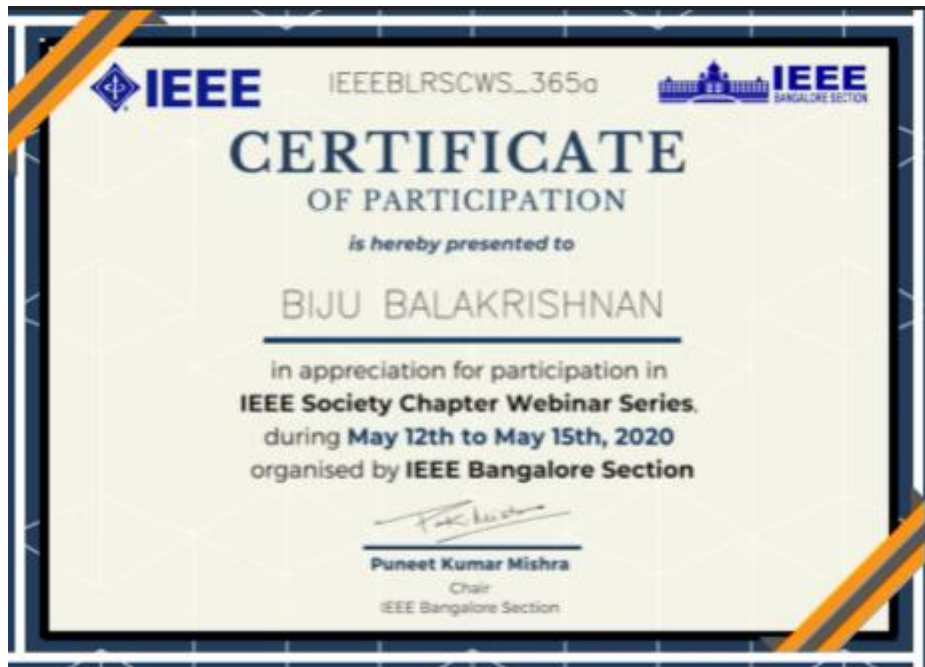 IEEE
IEEEBLRSCWS_365a
IEEE
BANGALORE SECTION
CERTIFICATE
OF PARTICIPATION
is hereby presented to
BIJU BALAKRISHNAN
in appreciation for participation in
IEEE Society Chapter Webinar Series,
during May 12th to May 15th, 2020
organised by IEEE Bangalore Section
Puneet Kumar Mishra
Chair
IEEE Bangalore Section